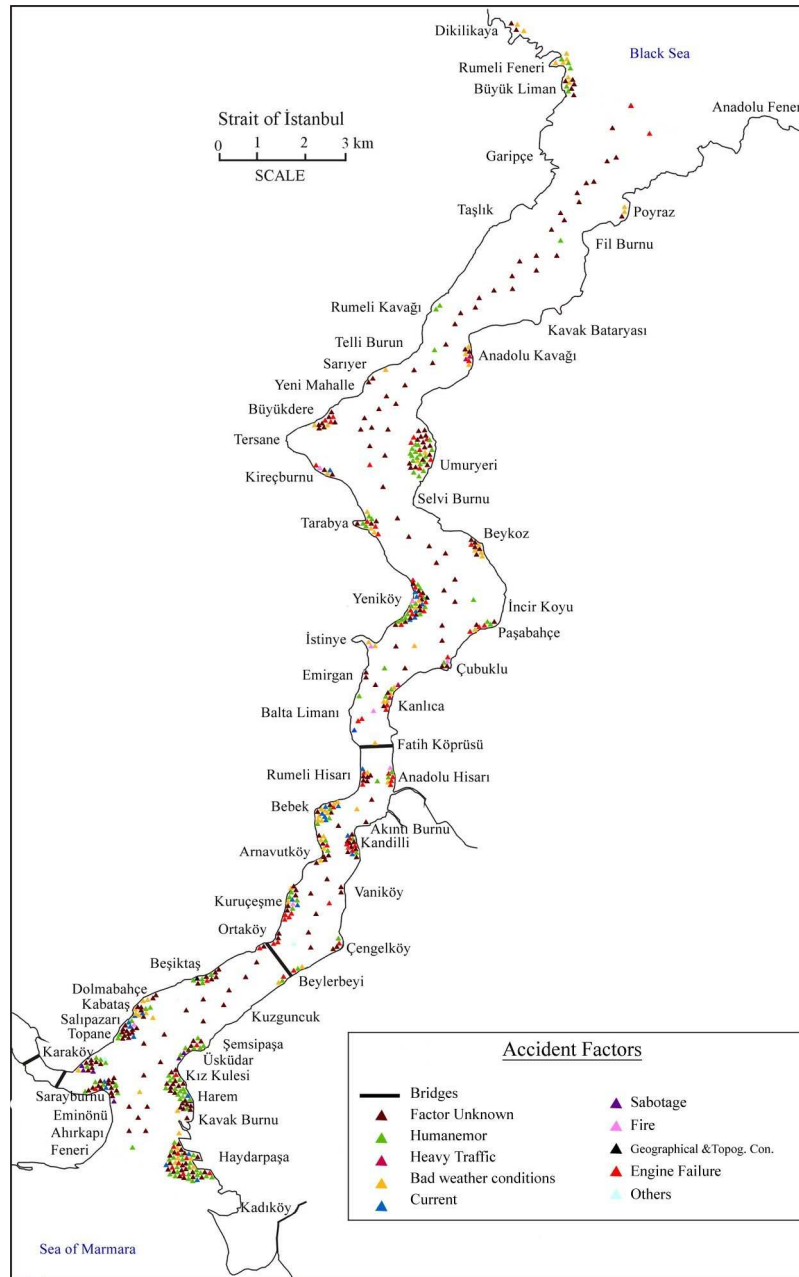 Dikilikaya
Black Sea
Rumeli Feneri
Büyük Liman
Anadolu Fener
Strait of İstanbul
0 1 2 3 km
SCALE
Garipçe
Taşlık
Poyraz
Fil Burnu
Rumeli Kavağı
Kavak Bataryası
Telli Burun
Anadolu Kavağı
Sarıyer
Yeni Mahalle
Büyükdere
Tersane
Umuryeri
Kireçburnu
Selvi Burnu
Tarabya
Beykoz
Yeniköy
İncir Koyu
Paşabahçe
İstinye
Emirgan
Çubuklu
Kanlıca
Balta Limanı
Fatih Köprüsü
Rumeli Hisarı
Anadolu Hisarı
Bebek
Akıntı Burnu
Kandilli
Arnavutköy
Vaniköy
Kuruçeşme
Ortaköy
Çengelköy
Beşiktaş
Beylerbeyi
Dolmabahçe
Kabataş
Salıpazarı
Topane
Kuzguncuk
Karaköy
Şemsipaşa
Üsküdar
Kız Kulesi
Sarayburnu
Harem
Eminönü
Kavak Burnu
Ahırkapı
Feneri
Haydarpaşa
Kadıköy
Sea of Marmara
Accident Factors
Bridges
Factor Unknown
Humanemor
Heavy Traffic
Bad weather conditions
Current
Sabotage
Fire
Geographical &Topog. Con.
Engine Failure
Others